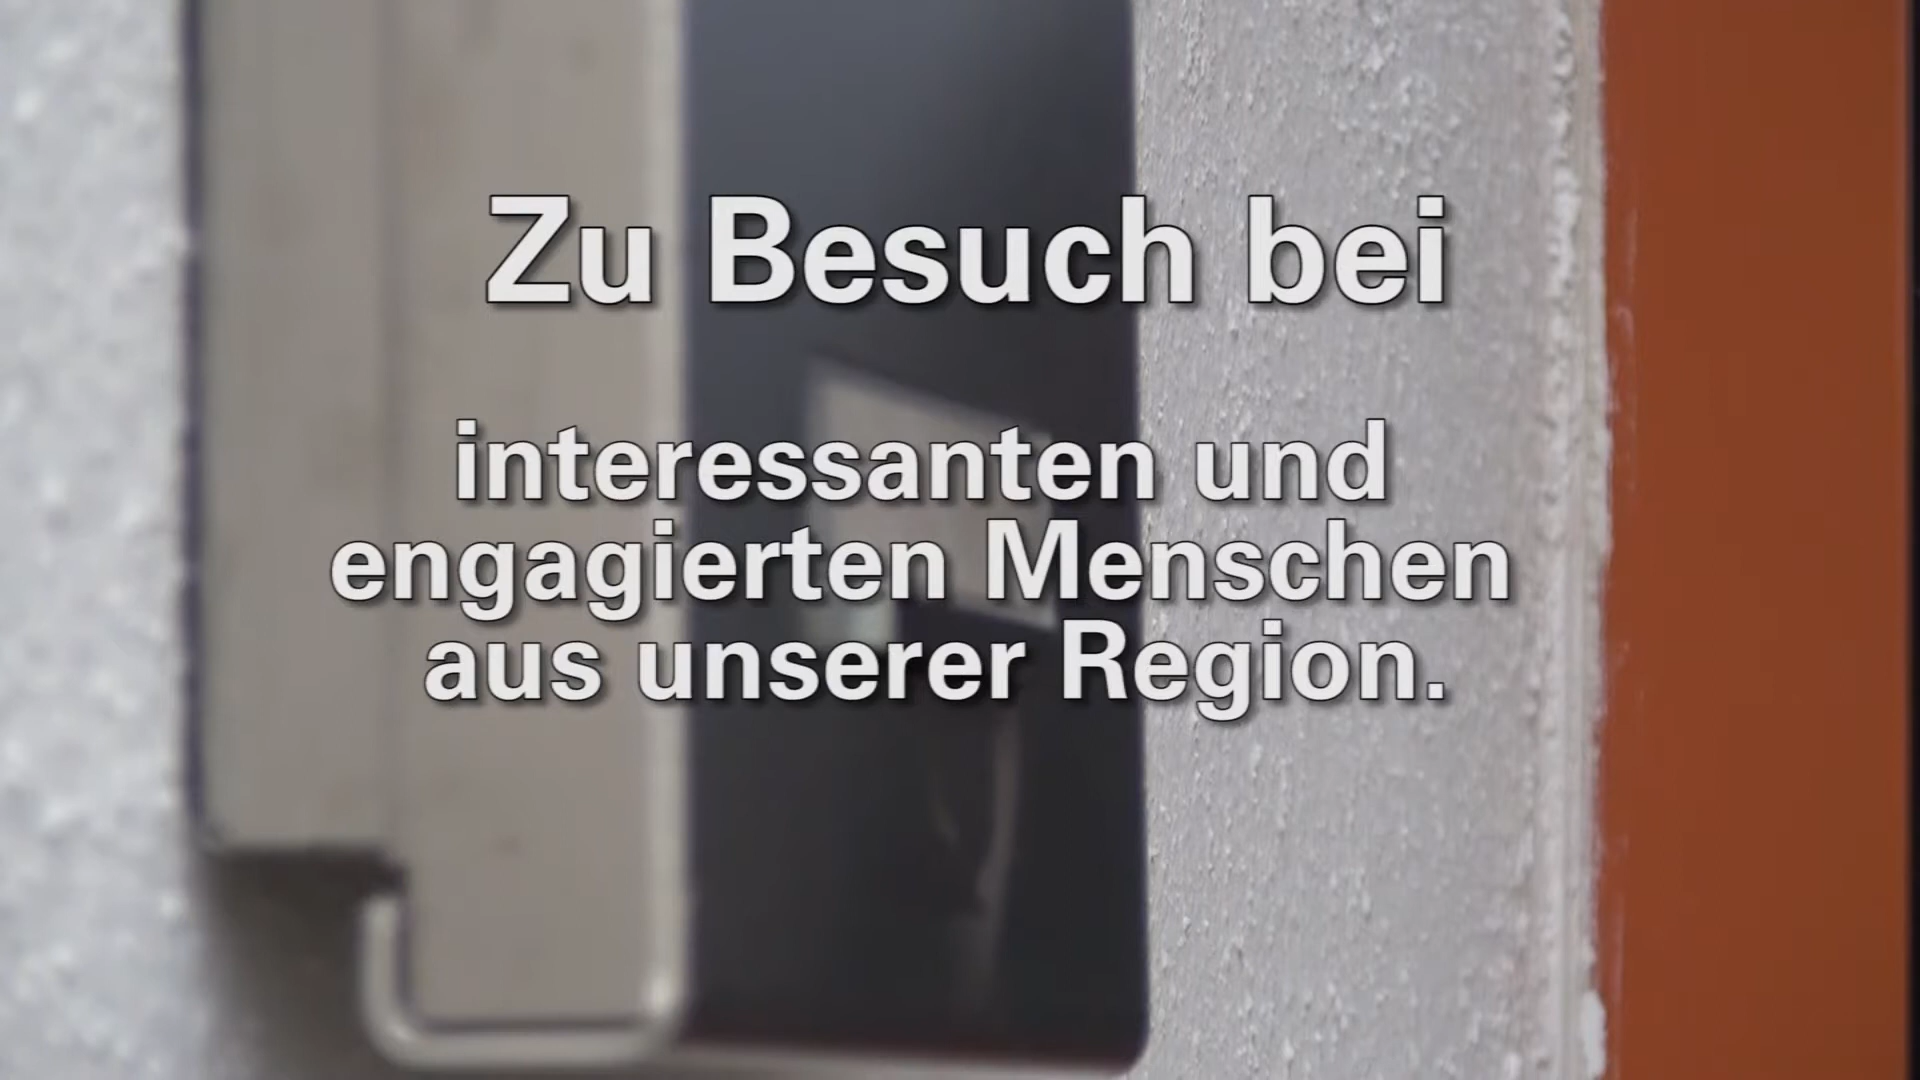 Zu Besuch bei
interessanten und
engagierten Menschen
aus unserer Region.